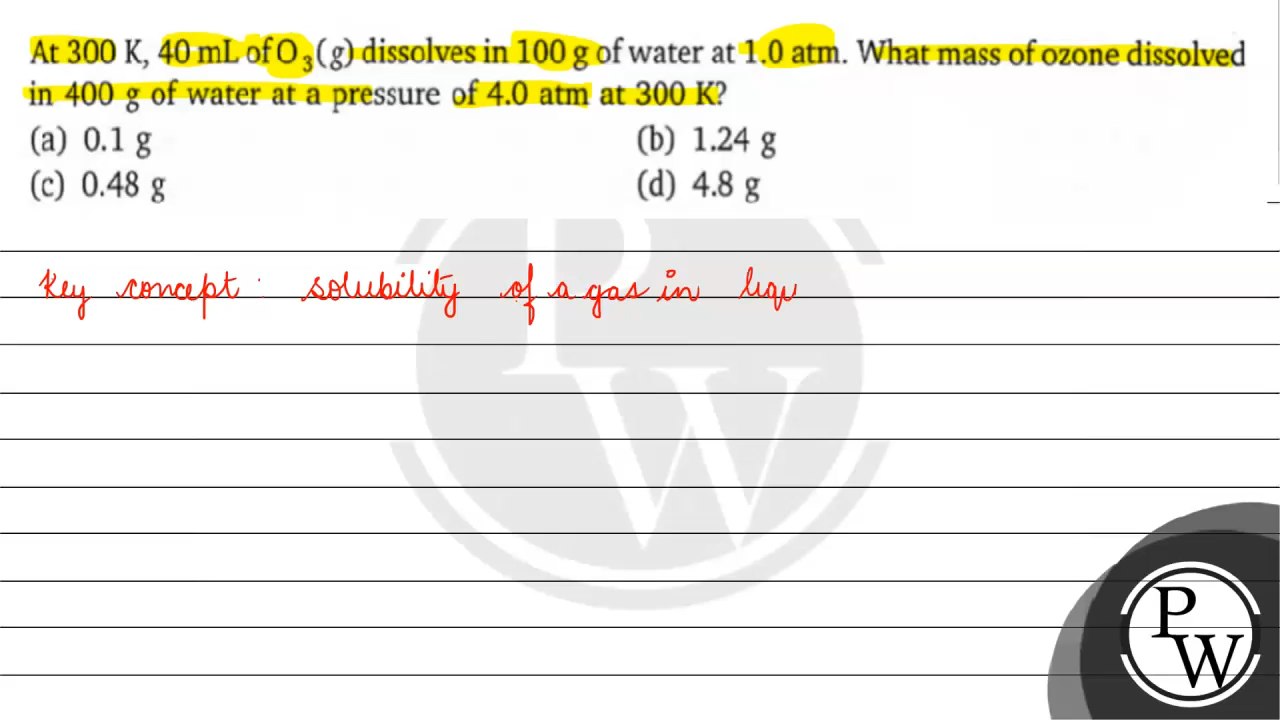 At 300 K, 40 mL of O₃(g) dissolves in 100 g of water at 1.0 atm. What mass of ozone dissolved
in 400 g of water at a pressure of 4.0 atm at 300 K?
(a) 0.1 g (b) 1.24 g
(c) 0.48 g (d) 4.8 g
Key concept : solubility of a gas in liqu
PW
PW